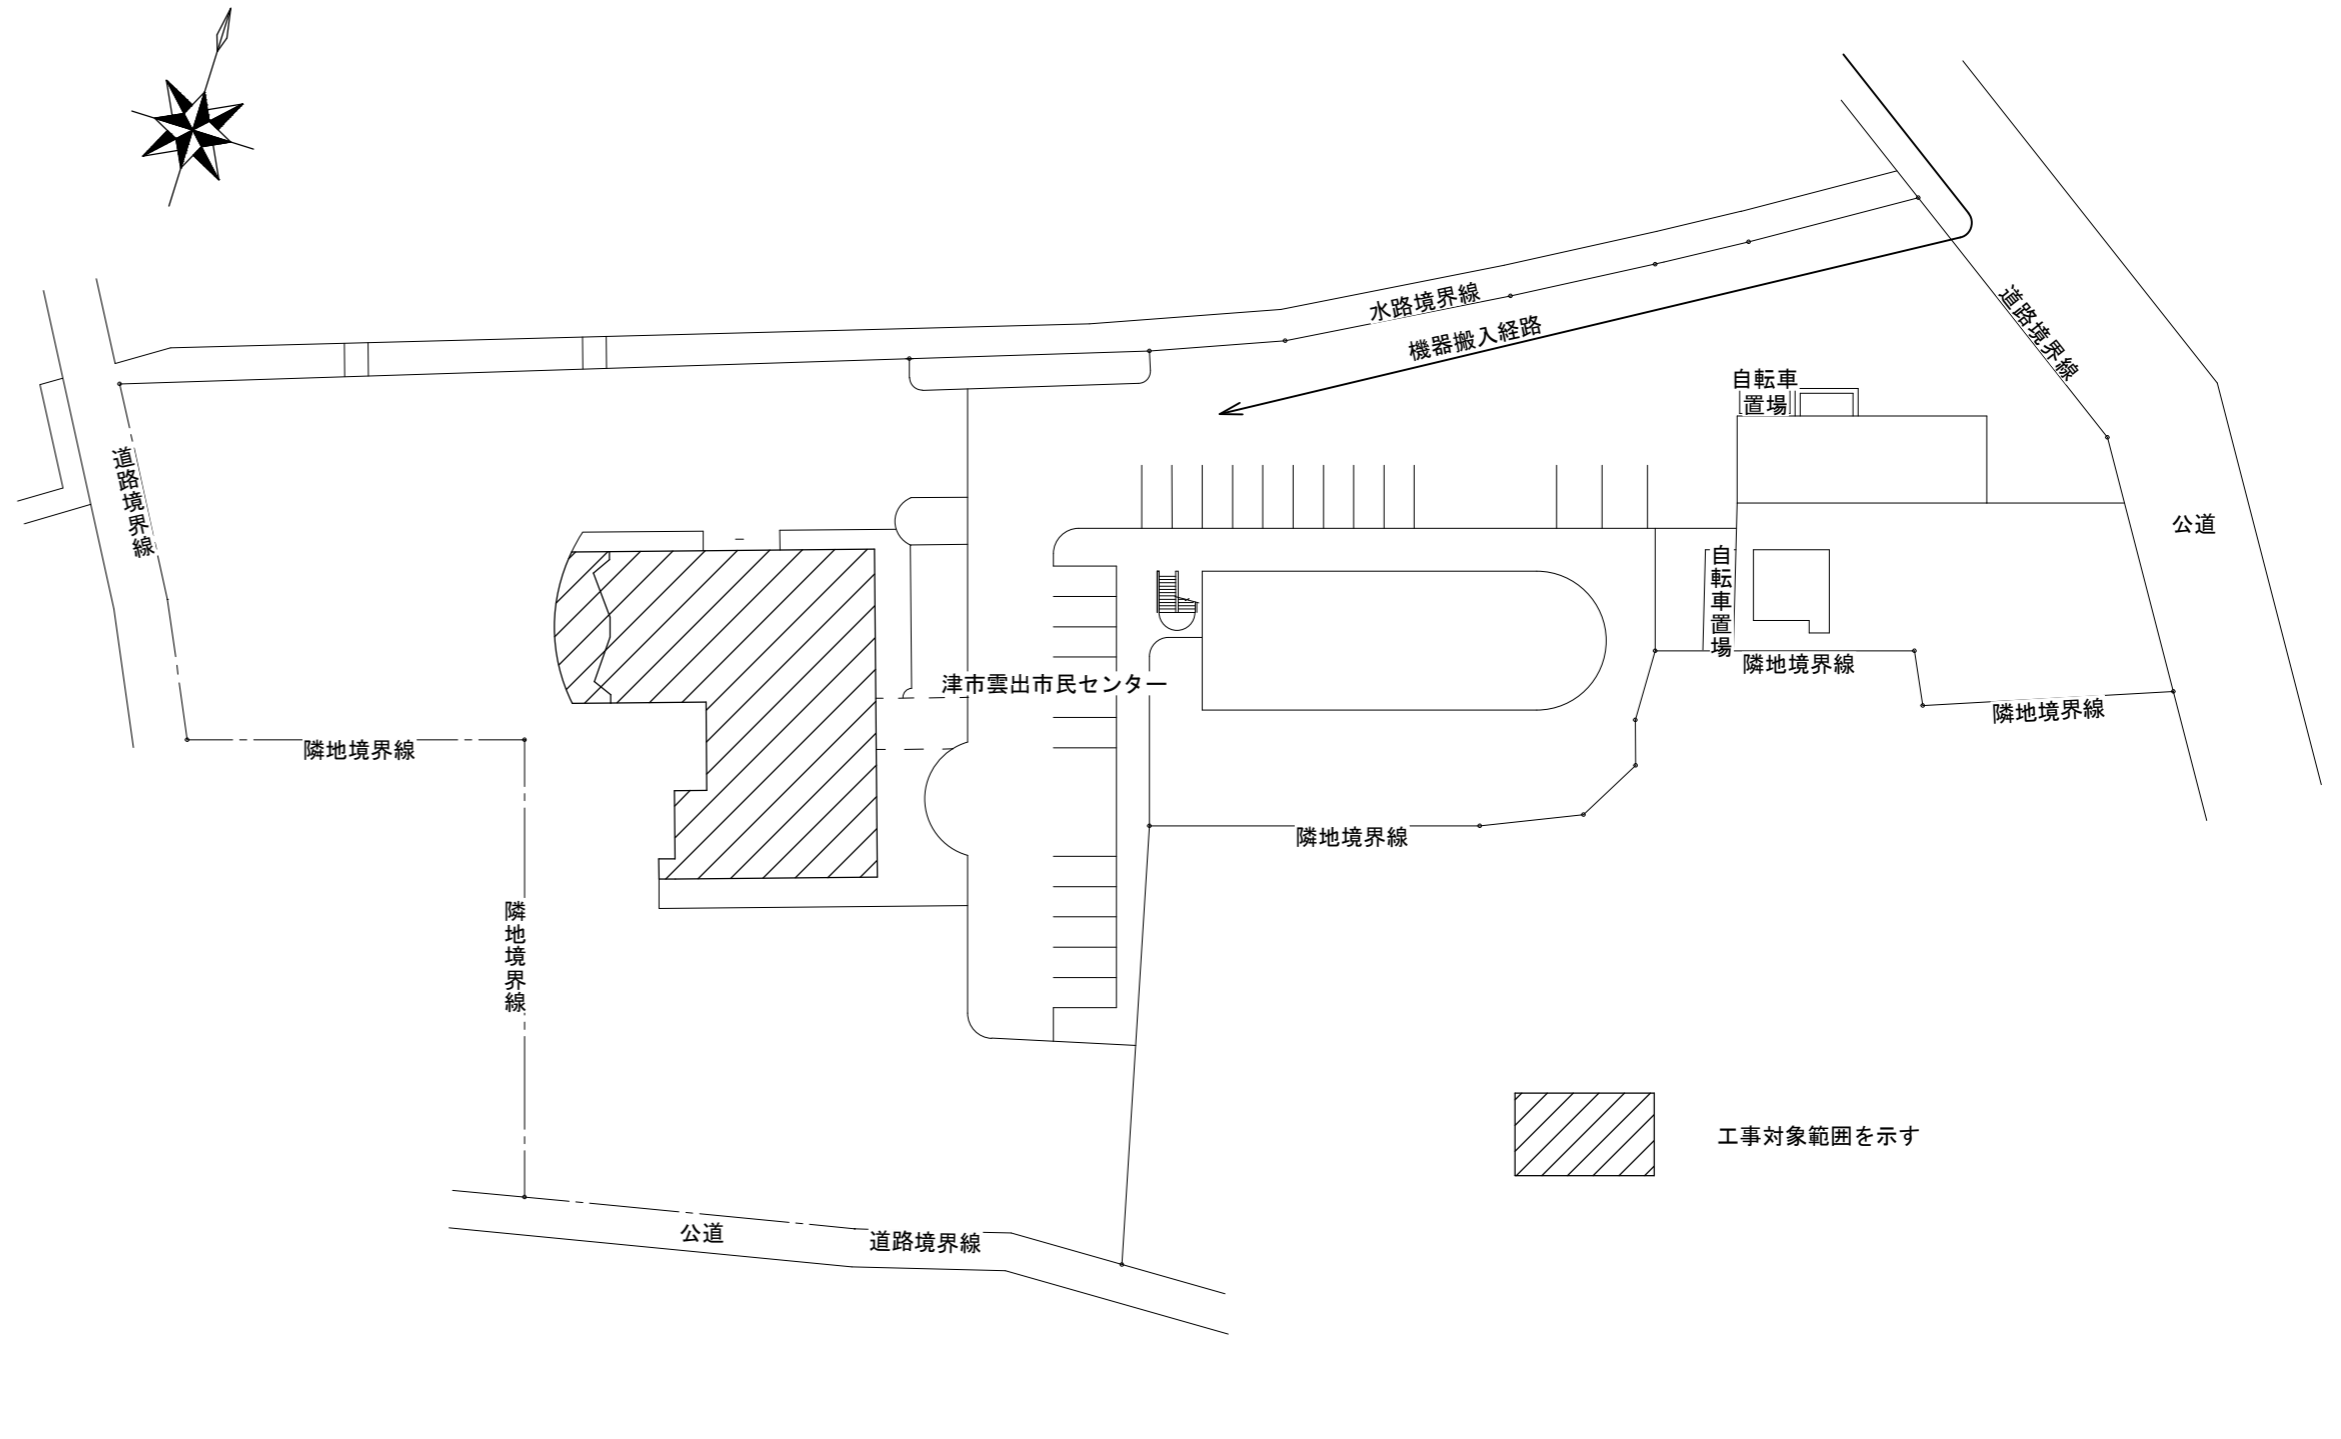 水路境界線
機器搬入経路
道路境界線
自転車
置場
道路境界線
公道
自転車置場
隣地境界線
津市雲出市民センター
隣地境界線
隣地境界線
隣地境界線
隣地境界線
工事対象範囲を示す
公道
道路境界線